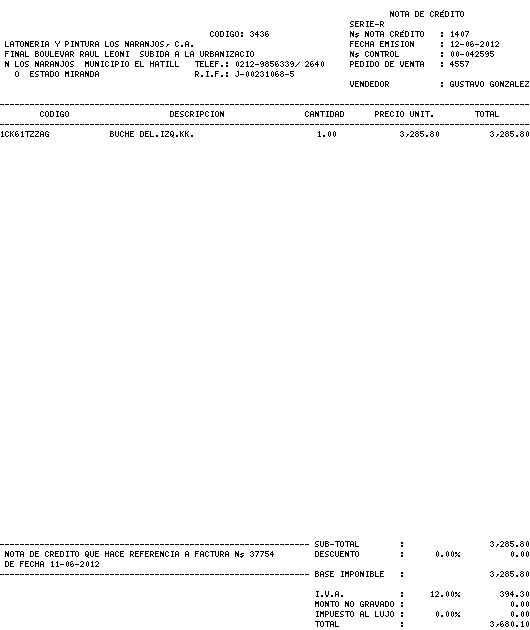 NOTA DE CRÉDITO
SERIE-R
CODIGO: 3436 N§ NOTA CRÉDITO : 1407
LATONERIA Y PINTURA LOS NARANJOS, C.A. FECHA EMISION : 12-06-2012
FINAL BOULEVAR RAUL LEONI SUBIDA A LA URBANIZACIO N§ CONTROL : 00-042595
N LOS NARANJOS MUNICIPIO EL HATILL TELEF.: 0212-9856339/ 2640 PEDIDO DE VENTA : 4557
O ESTADO MIRANDA R.I.F.: J-00231068-5
VENDEDOR : GUSTAVO GONZALEZ
CODIGO DESCRIPCION CANTIDAD PRECIO UNIT. TOTAL
1CK61TZZAG BUCHE DEL.IZQ.KK. 1.00 3,285.80 3,285.80
SUB-TOTAL : 3,285.80
NOTA DE CREDITO QUE HACE REFERENCIA A FACTURA N§ 37754 DESCUENTO : 0.00% 0.00
DE FECHA 11-06-2012
BASE IMPONIBLE : 3,285.80
I.V.A. : 12.00% 394.30
MONTO NO GRAVADO : 0.00
IMPUESTO AL LUJO : 0.00% 0.00
TOTAL : 3,680.10